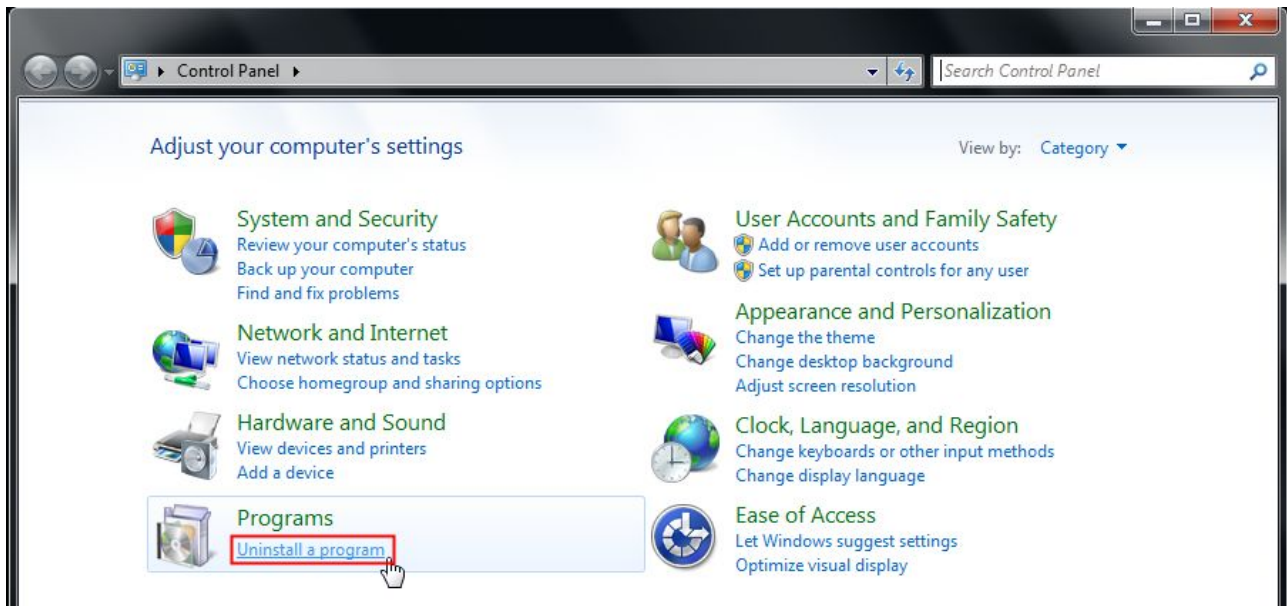 Control Panel
Search Control Panel
Adjust your computer's settings
View by: Category
System and Security
Review your computer's status
Back up your computer
Find and fix problems
Network and Internet
View network status and tasks
Choose homegroup and sharing options
Hardware and Sound
View devices and printers
Add a device
Programs
Uninstall a program
User Accounts and Family Safety
Add or remove user accounts
Set up parental controls for any user
Appearance and Personalization
Change the theme
Change desktop background
Adjust screen resolution
Clock, Language, and Region
Change keyboards or other input methods
Change display language
Ease of Access
Let Windows suggest settings
Optimize visual display